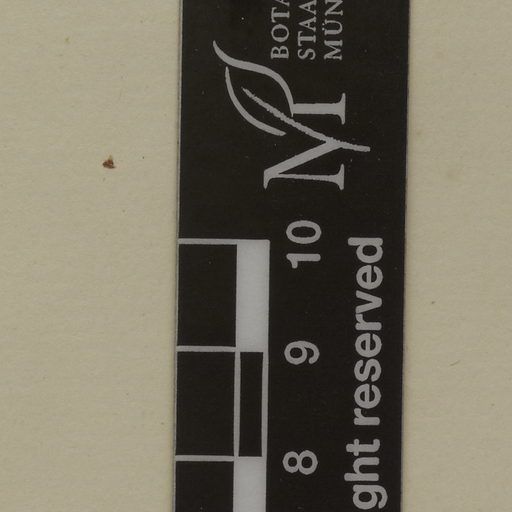 BOTA
STAA
MÜN
10
9
8
ght reserved